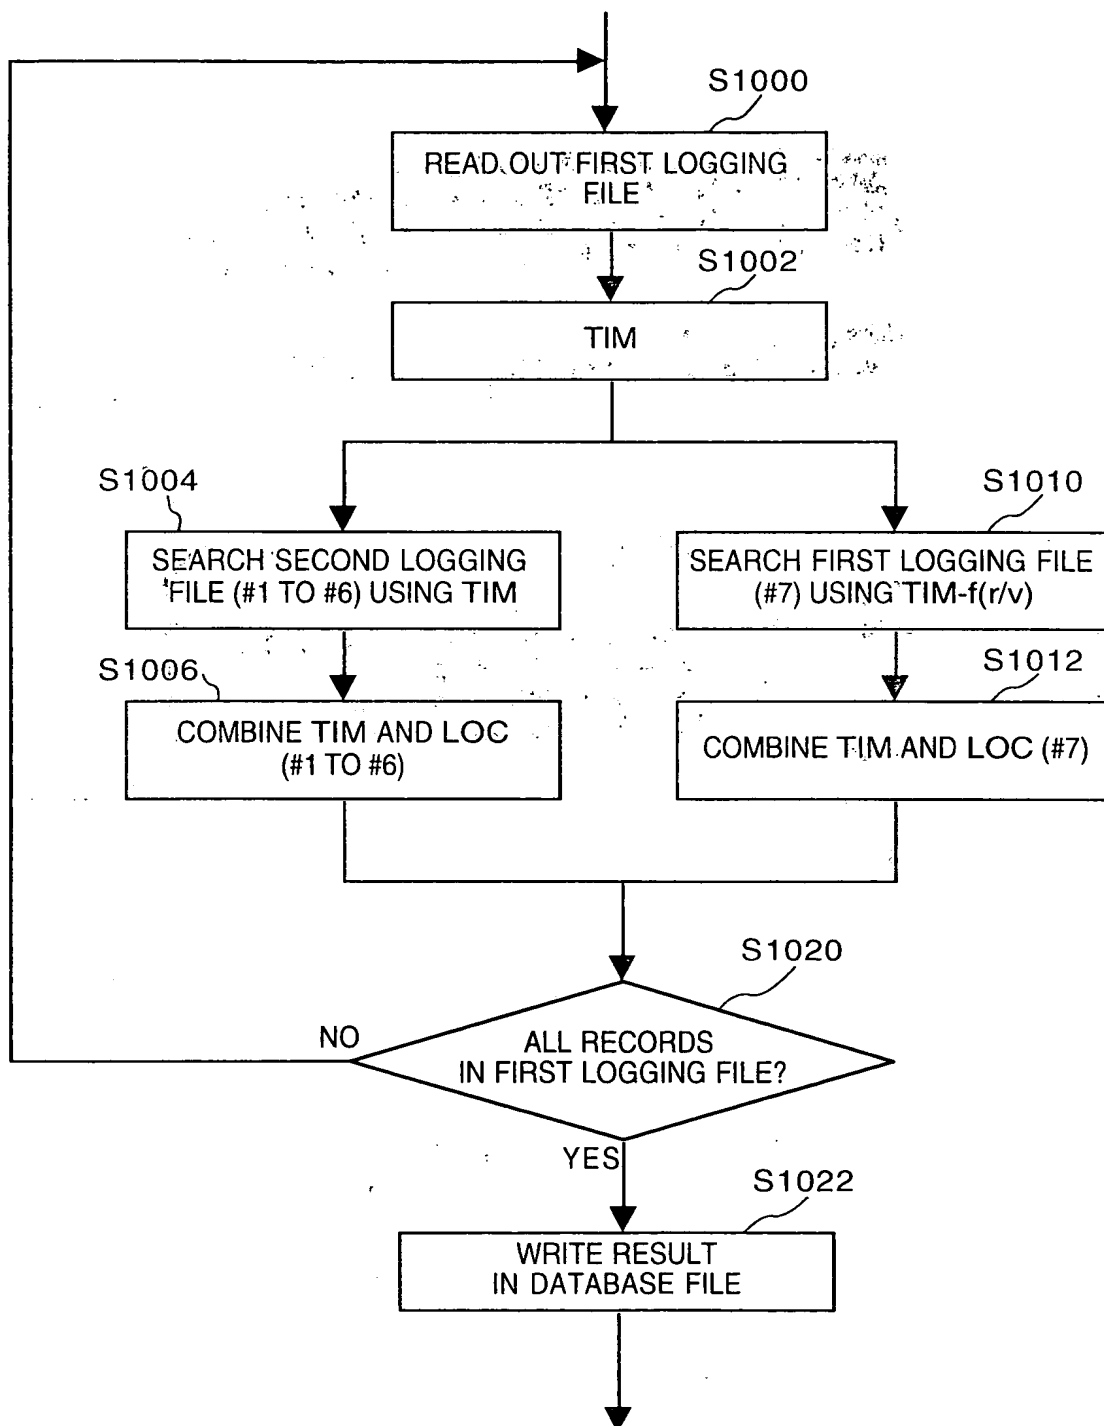 S1000
READ OUT FIRST LOGGING
FILE
S1002
TIM
S1004
SEARCH SECOND LOGGING
FILE (#1 TO #6) USING TIM
S1010
SEARCH FIRST LOGGING FILE
(#7) USING TIM-f(r/v)
S1006
COMBINE TIM AND LOC
(#1 TO #6)
S1012
COMBINE TIM AND LOC (#7)
S1020
NO
ALL RECORDS
IN FIRST LOGGING FILE?
YES
S1022
WRITE RESULT
IN DATABASE FILE